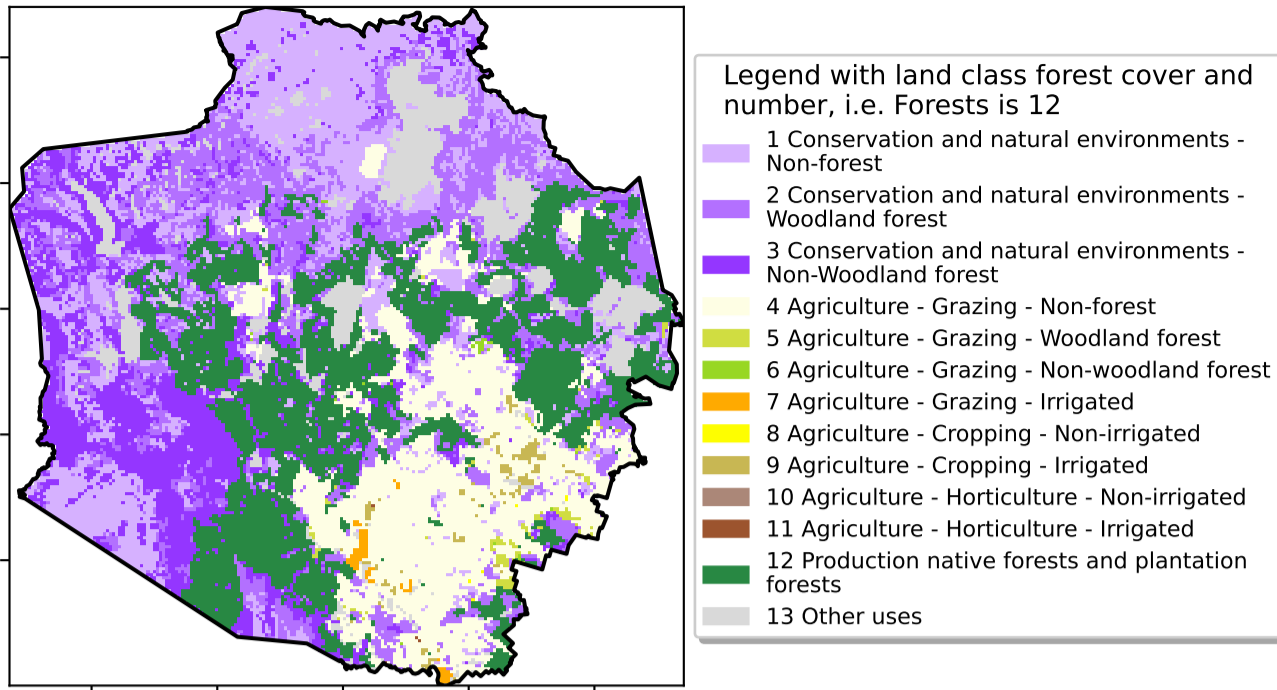 Legend with land class forest cover and
number, i.e. Forests is 12
1 Conservation and natural environments -
Non-forest
2 Conservation and natural environments -
Woodland forest
3 Conservation and natural environments -
Non-Woodland forest
4 Agriculture - Grazing - Non-forest
5 Agriculture - Grazing - Woodland forest
6 Agriculture - Grazing - Non-woodland forest
7 Agriculture - Grazing - Irrigated
8 Agriculture - Cropping - Non-irrigated
9 Agriculture - Cropping - Irrigated
10 Agriculture - Horticulture - Non-irrigated
11 Agriculture - Horticulture - Irrigated
12 Production native forests and plantation
forests
13 Other uses